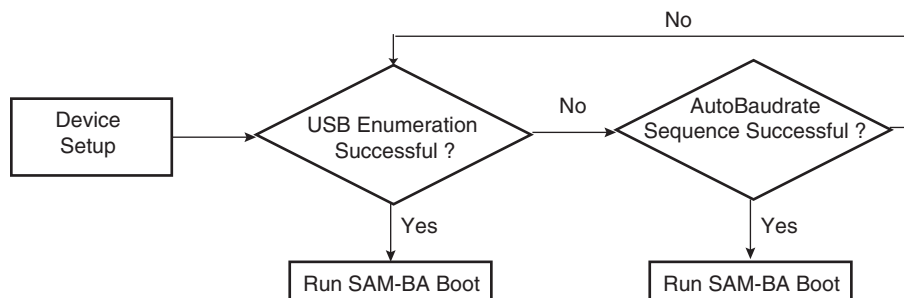 No
Device
Setup
USB Enumeration
Successful ?
No
AutoBaudrate
Sequence Successful ?
Yes
Yes
Run SAM-BA Boot
Run SAM-BA Boot